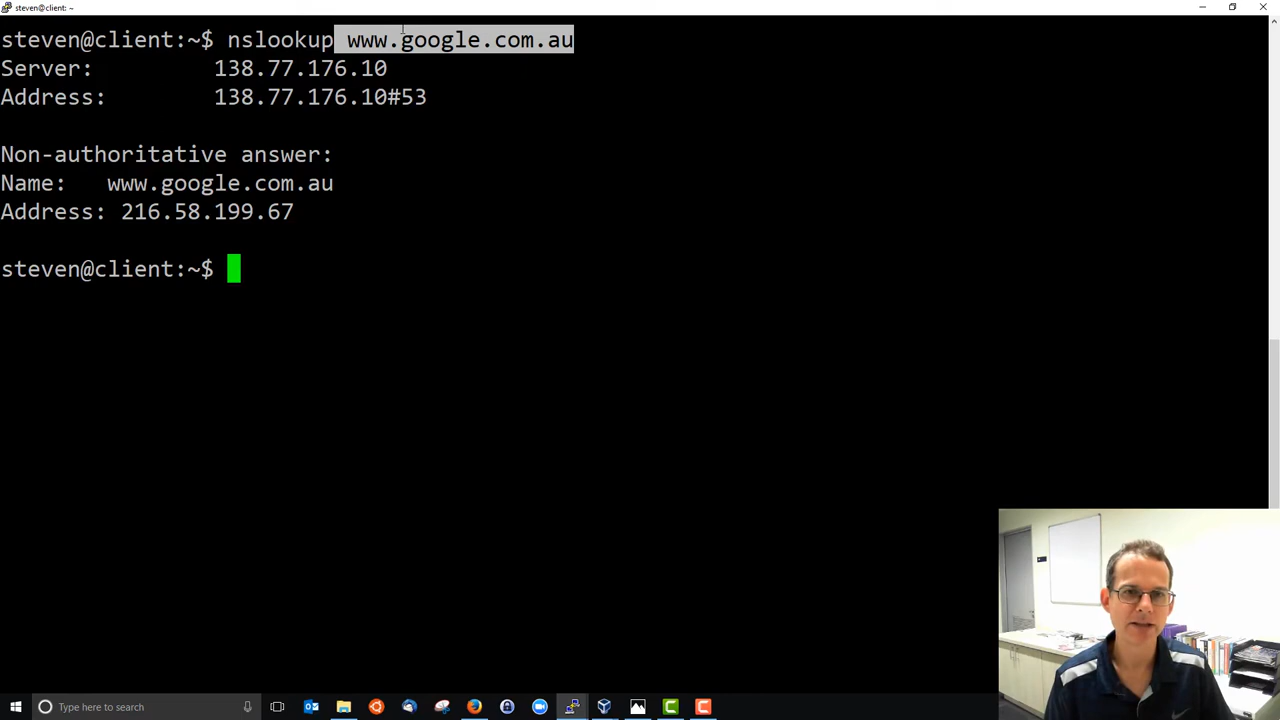 steven@client: ~
steven@client:~$ nslookup www.google.com.au
Server: 138.77.176.10
Address: 138.77.176.10#53
Non-authoritative answer:
Name: www.google.com.au
Address: 216.58.199.67
steven@client:~$
Type here to search